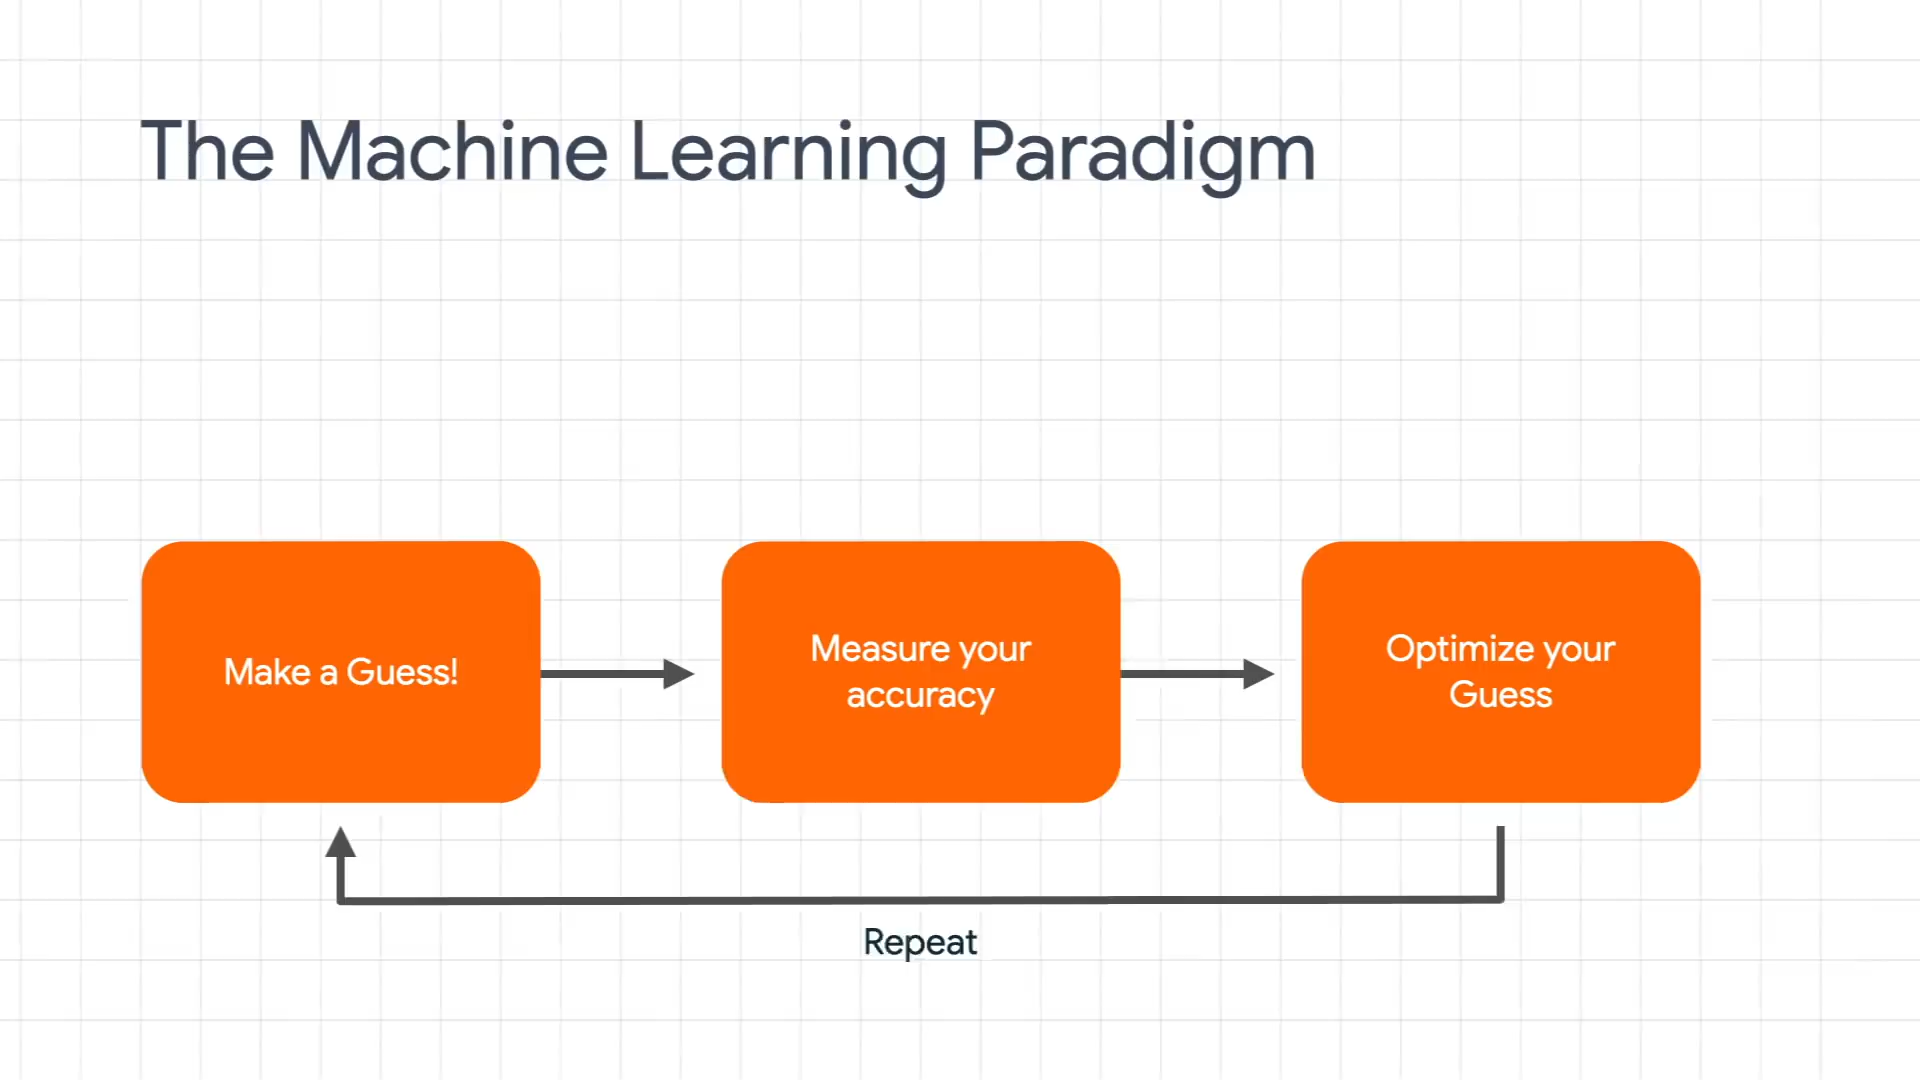 The Machine Learning Paradigm
Make a Guess!
Measure your
accuracy
Optimize your
Guess
Repeat